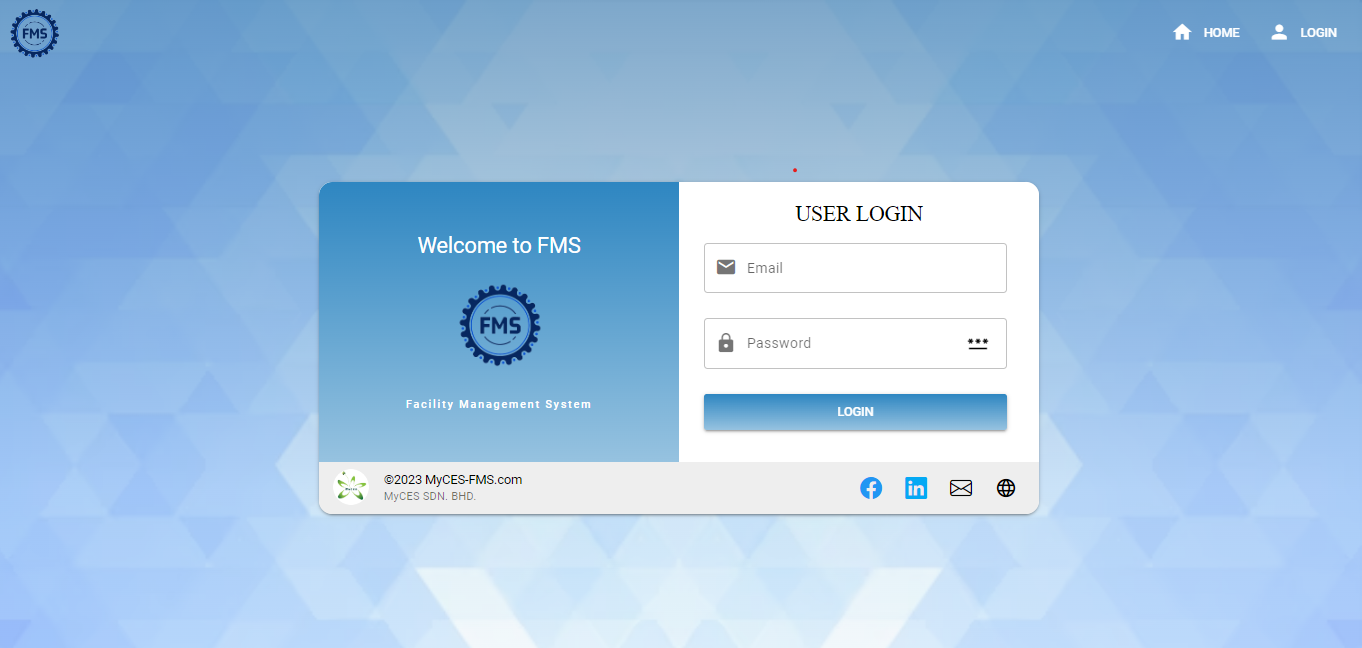 FMS
HOME
LOGIN
Welcome to FMS
FMS
Facility Management System
USER LOGIN
Email
Password
***
LOGIN
©2023 MyCES-FMS.com
MyCES SDN. BHD.
in